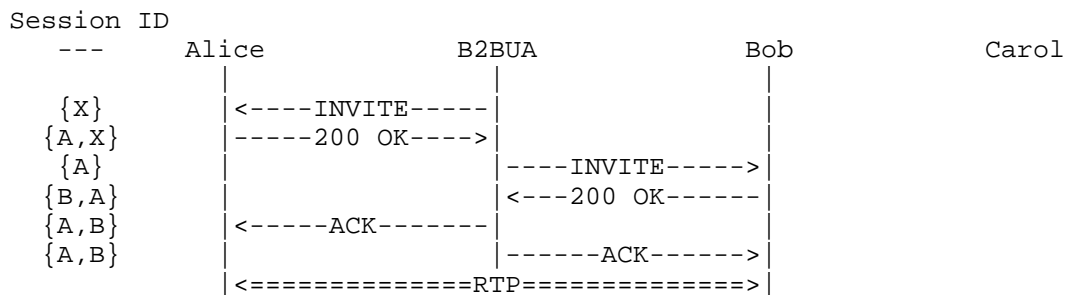 Session ID
---     Alice            B2BUA             Bob            Carol
|                |                |
{X}       |<----INVITE-----|                |
{A,X}      |-----200 OK---->|                |
{A}       |                |----INVITE----->|
{B,A}      |                |<---200 OK------|
{A,B}      |<-----ACK-------|                |
{A,B}      |                |------ACK------>|
|<==============RTP==============>|